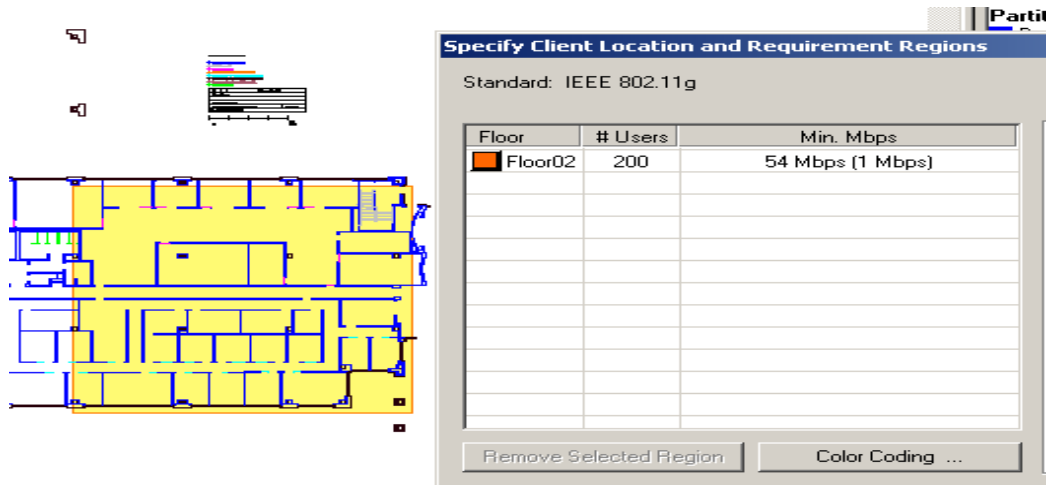 Parti
Specify Client Location and Requirement Regions
Standard: IEEE 802.11g
Floor # Users Min. Mbps
Floor02 200 54 Mbps (1 Mbps)
Remove Selected Region Color Coding ...